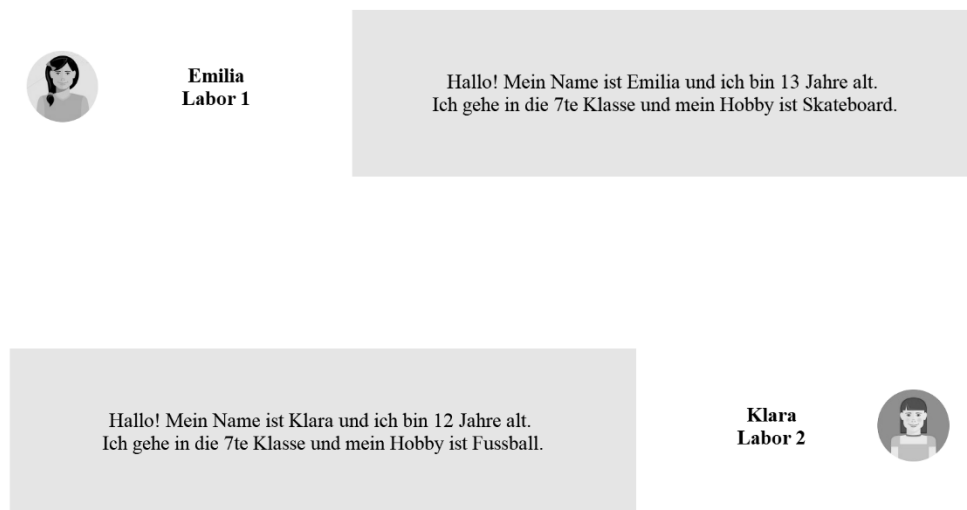 Emilia
Labor 1
Hallo! Mein Name ist Emilia und ich bin 13 Jahre alt.
Ich gehe in die 7te Klasse und mein Hobby ist Skateboard.
Hallo! Mein Name ist Klara und ich bin 12 Jahre alt.
Ich gehe in die 7te Klasse und mein Hobby ist Fussball.
Klara
Labor 2